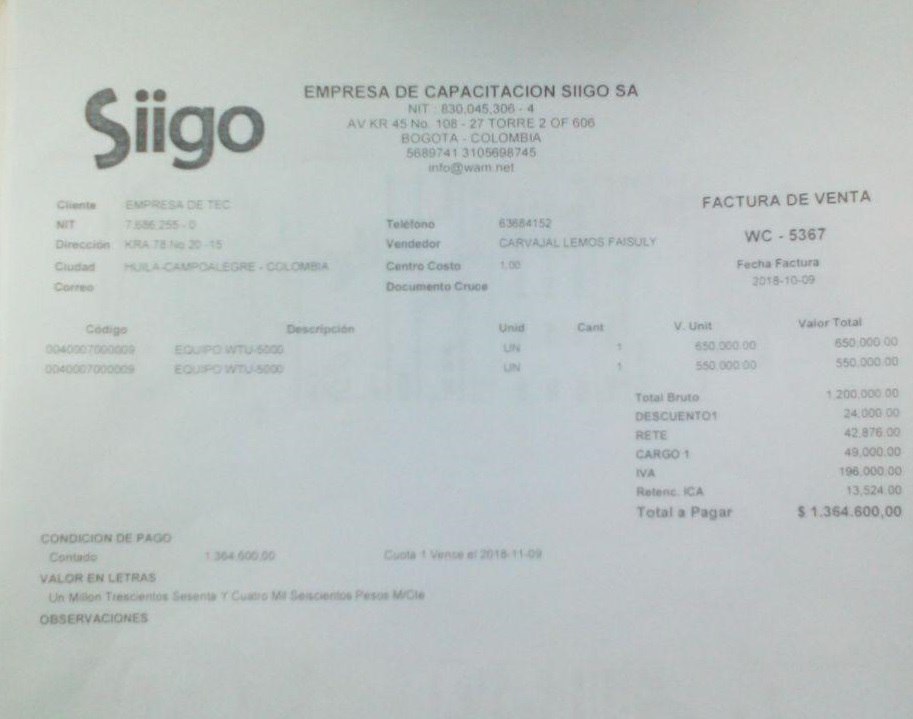 Siigo
EMPRESA DE CAPACITACION SIIGO SA
NIT : 830,045,306 - 4
AV KR 45 No. 108 - 27 TORRE 2 OF 606
BOGOTA - COLOMBIA
5689741 3105698745
info@wam.net
FACTURA DE VENTA
WC - 5367
Fecha Factura
2018-10-09
Cliente EMPRESA DE TEC
NIT 7.686.255 - 0 Teléfono 63684152
Dirección KRA 78 No 20 -15 Vendedor CARVAJAL LEMOS FAISULY
Ciudad HUILA-CAMPOALEGRE - COLOMBIA Centro Costo 1,00
Correo Documento Cruce
Código Descripción Unid Cant V. Unit Valor Total
0040007000009 EQUIPO WTU-5000 UN 1 650,000.00 650,000.00
0040007000009 EQUIPO WTU-5000 UN 1 550,000.00 550,000.00
Total Bruto 1,200,000.00
DESCUENTO1 24,000.00
RETE 42,876.00
CARGO 1 49,000.00
IVA 196,000.00
Retenc. ICA 13,524.00
Total a Pagar $ 1.364.600,00
CONDICION DE PAGO
Contado 1.364.600,00 Cuota 1 Vense el 2018-11-09
VALOR EN LETRAS
Un Millon Trescientos Sesenta Y Cuatro Mil Seiscientos Pesos M/Cte
OBSERVACIONES